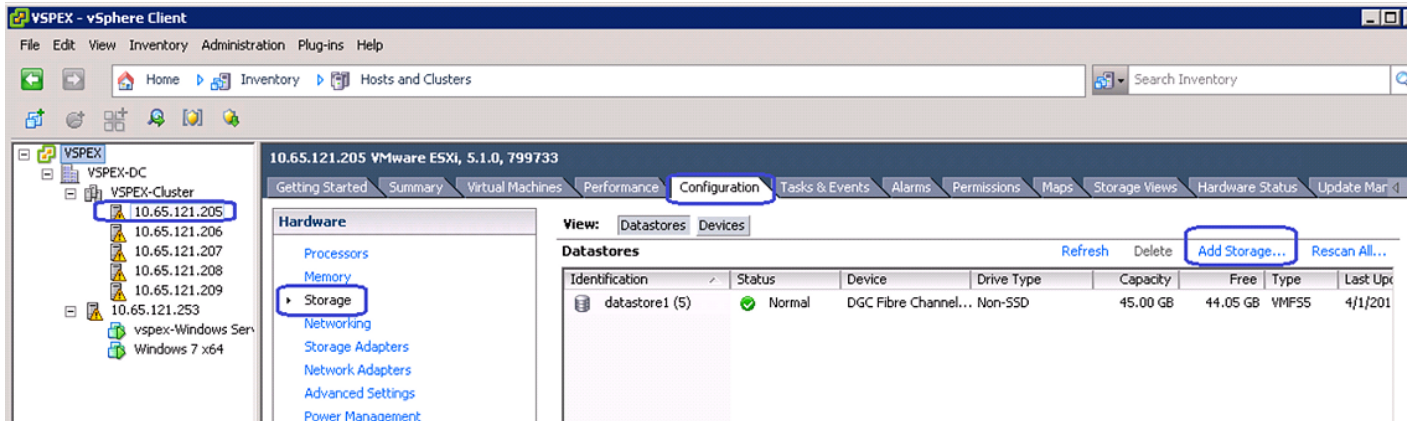 VSPEX - vSphere Client
File Edit View Inventory Administration Plug-ins Help
Home Inventory Hosts and Clusters Search Inventory
VSPEX
VSPEX-DC
VSPEX-Cluster
10.65.121.205
10.65.121.206
10.65.121.207
10.65.121.208
10.65.121.209
10.65.121.253
vspex-Windows Ser
Windows 7 x64
10.65.121.205 VMware ESXi, 5.1.0, 799733
Getting Started Summary Virtual Machines Performance Configuration Tasks & Events Alarms Permissions Maps Storage Views Hardware Status Update Mar
Hardware
Processors
Memory
Storage
Networking
Storage Adapters
Network Adapters
Advanced Settings
Power Management
View: Datastores Devices
Datastores Refresh Delete Add Storage... Rescan All...
Identification Status Device Drive Type Capacity Free Type Last Upd
datastore1 (5) Normal DGC Fibre Channel... Non-SSD 45.00 GB 44.05 GB VMFS5 4/1/201